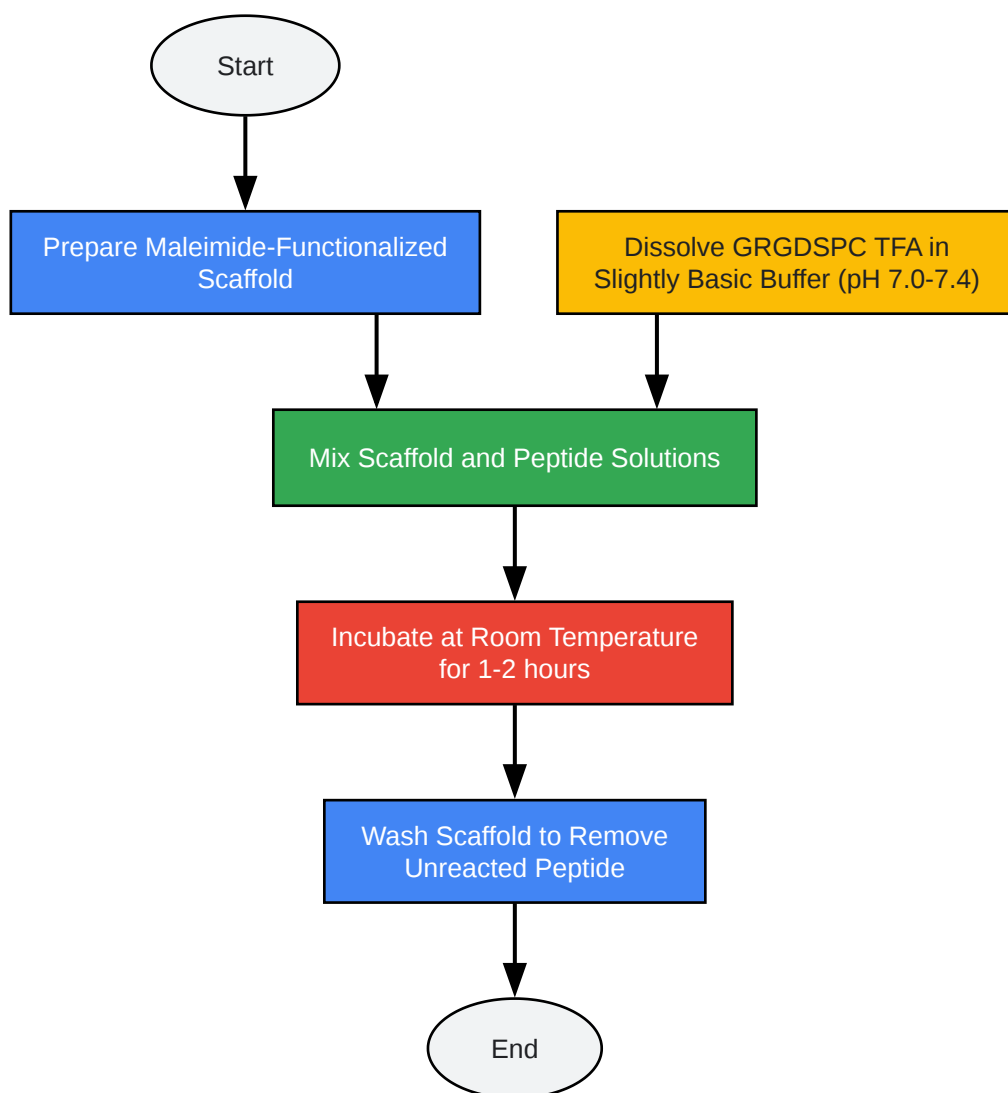 Start
Prepare Maleimide-Functionalized
Scaffold
Dissolve GRGDSPC TFA in
Slightly Basic Buffer (pH 7.0-7.4)
Mix Scaffold and Peptide Solutions
Incubate at Room Temperature
for 1-2 hours
Wash Scaffold to Remove
Unreacted Peptide
End